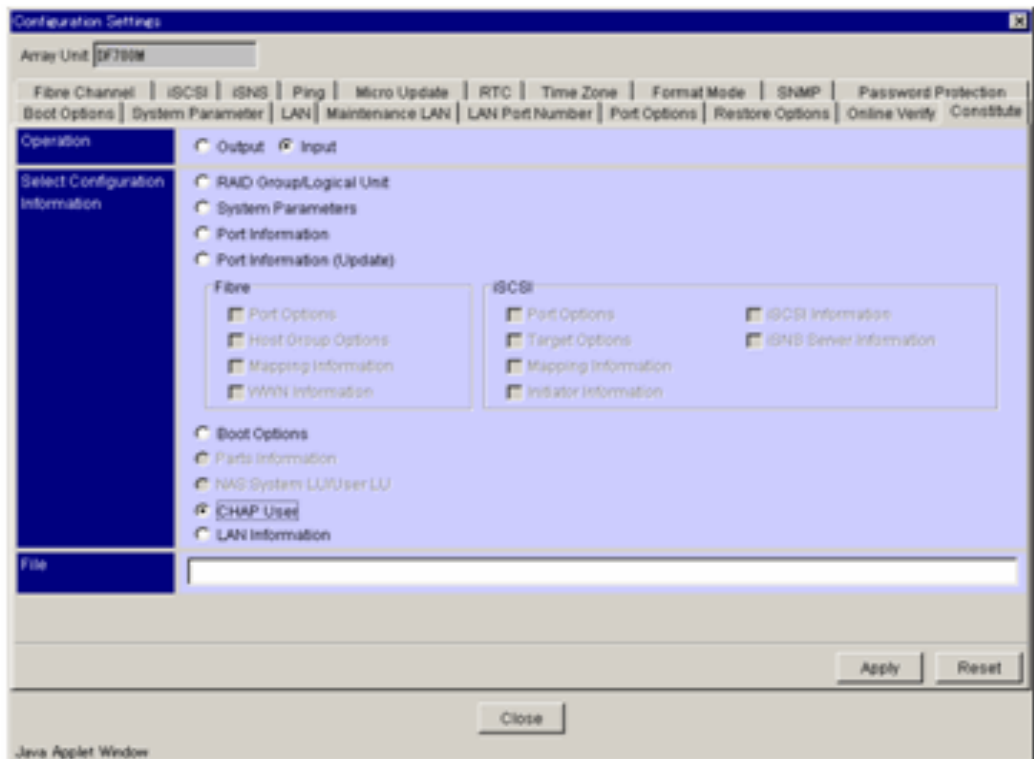 Configuration Settings
Array Unit DF700M
Fibre Channel iSCSI iSNS Ping Micro Update RTC Time Zone Format Mode SNMP Password Protection
Boot Options System Parameter LAN Maintenance LAN LAN Port Number Port Options Restore Options Online Verify Constitute
Operation Output Input
Select Configuration Information
RAID Group/Logical Unit
System Parameters
Port Information
Port Information (Update)
Fibre iSCSI
Port Options Port Options iSCSI Information
Host Group Options Target Options iSNS Server Information
Mapping Information Mapping Information
WWN Information Initiator Information
Boot Options
Parts Information
NAS System LU/User LU
CHAP User
LAN Information
File
Apply Reset
Close
Java Applet Window